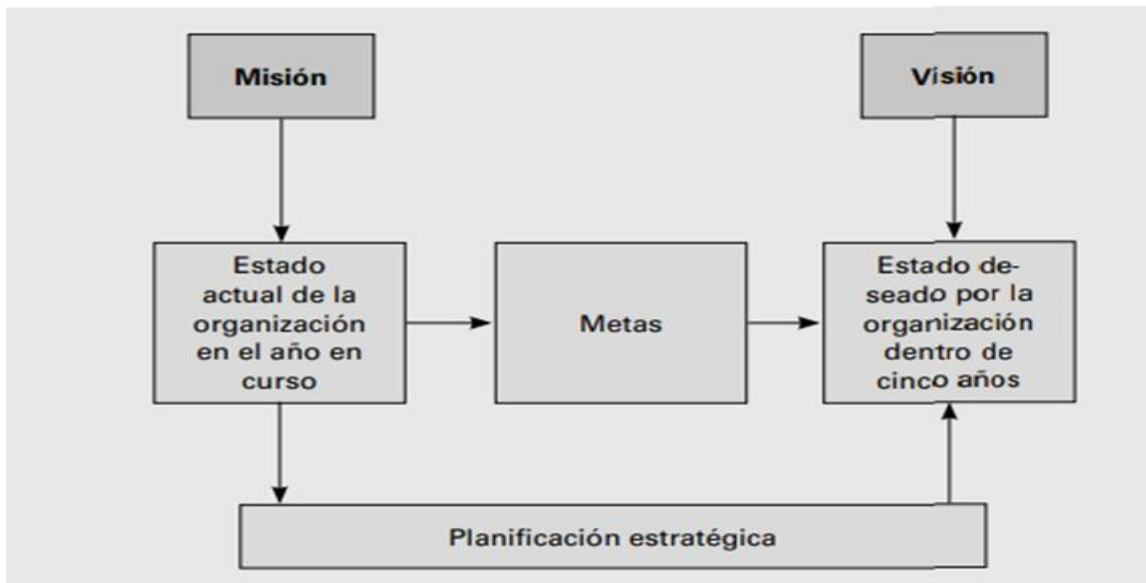 Misión
Visión
Estado
actual de la
organización
en el año en
curso
Metas
Estado de-
seado por la
organización
dentro de
cinco años
Planificación estratégica